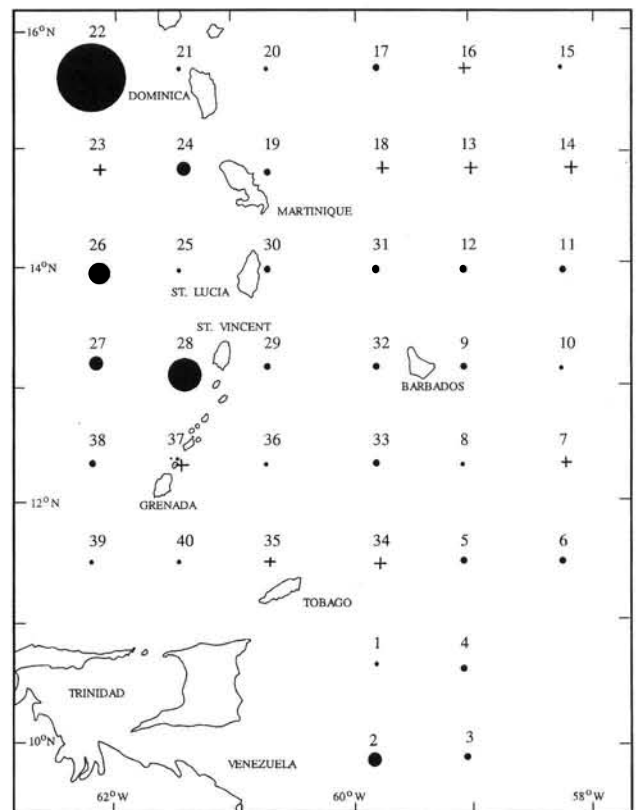 16°N
22
21 20 17 16 15
DOMINICA
23 24 19 18 13 14
MARTINIQUE
26 25 30 31 12 11
14°N
ST. LUCIA
ST. VINCENT
27 28 29 32 9 10
BARBADOS
38 37 36 33 8 7
12°N
GRENADA
39 40 35 34 5 6
TOBAGO
1 4
TRINIDAD
10°N
2 3
VENEZUELA
62°W 60°W 58°W